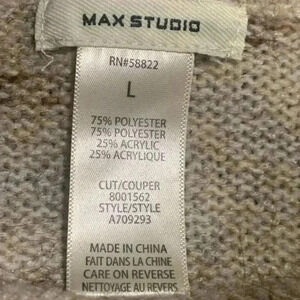 MAX STUDIO
RN#58822
L
75% POLYESTER
75% POLYESTER
25% ACRYLIC
25% ACRYLIQUE
CUT/COUPER
8001562
STYLE/STYLE
A709293
MADE IN CHINA
FAIT DANS LA CHINE
CARE ON REVERSE
NETTOYAGE AU REVERS